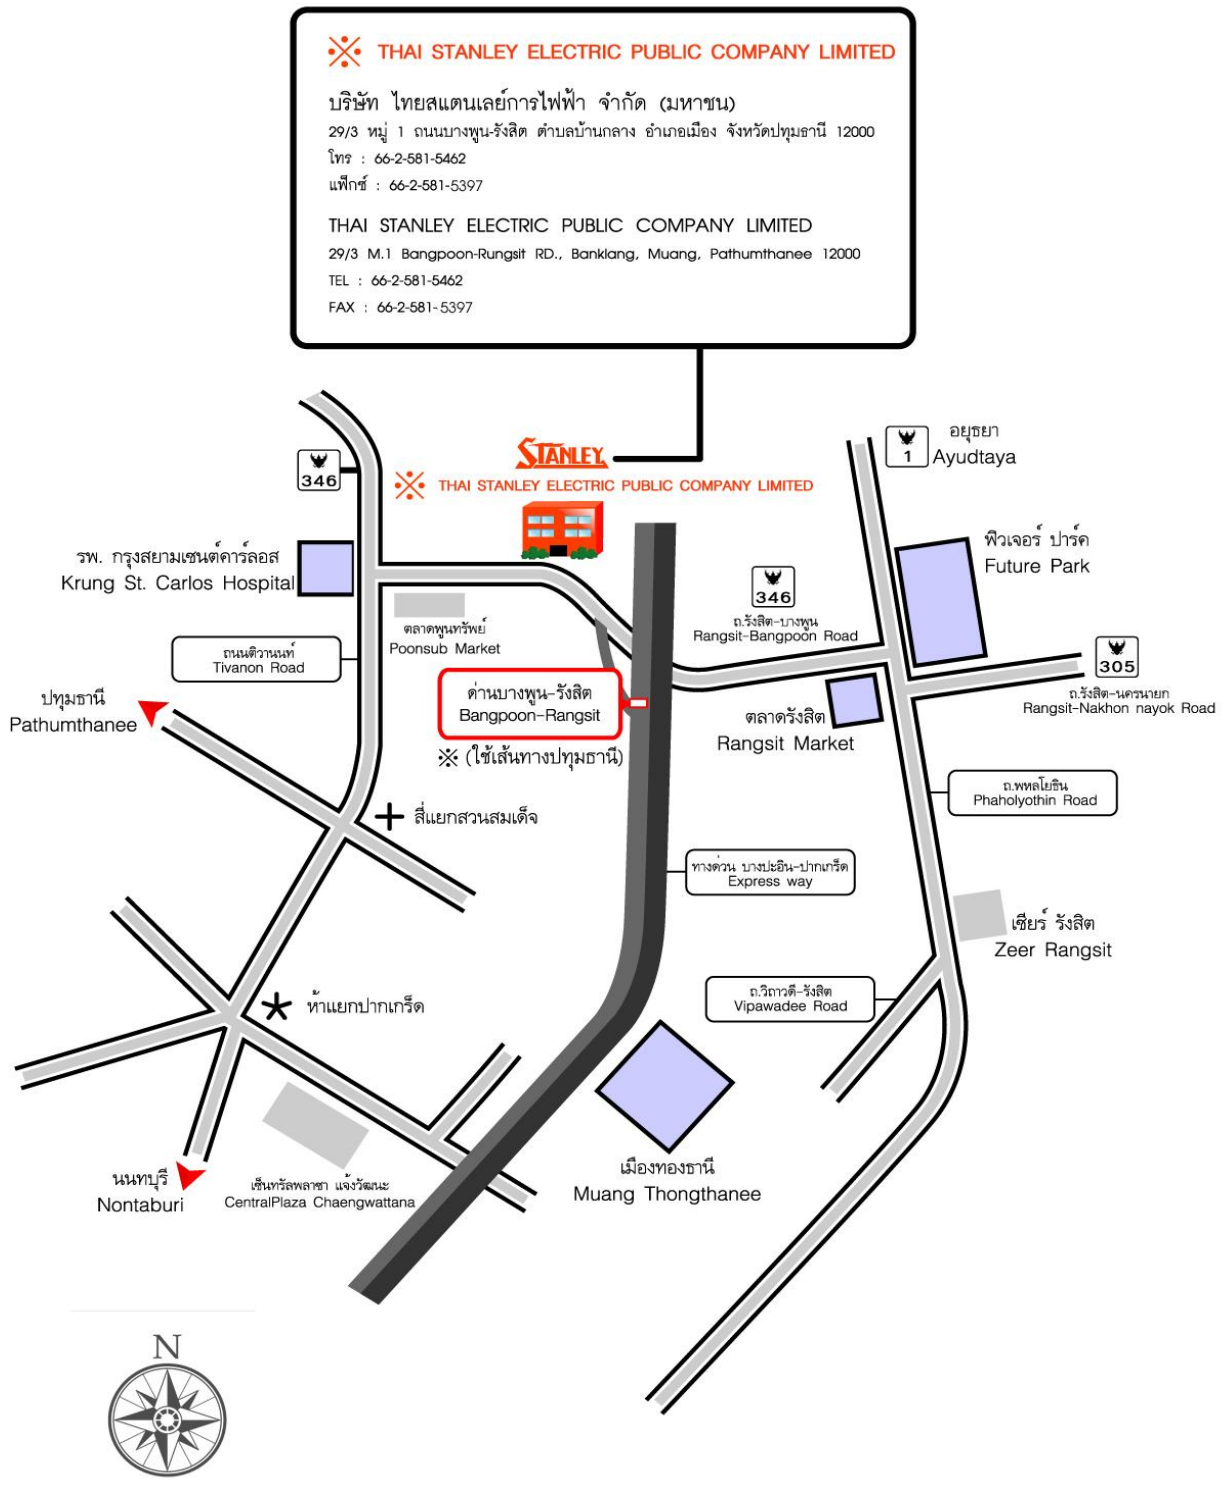 THAI STANLEY ELECTRIC PUBLIC COMPANY LIMITED
บริษัท ไทยสแตนเลย์การไฟฟ้า จำกัด (มหาชน)
29/3 หมู่ 1 ถนนบางพูน-รังสิต ตำบลบ้านกลาง อำเภอเมือง จังหวัดปทุมธานี 12000
โทร : 66-2-581-5462
แฟ็กซ์ : 66-2-581-5397
THAI STANLEY ELECTRIC PUBLIC COMPANY LIMITED
29/3 M.1 Bangpoon-Rungsit RD., Banklang, Muang, Pathumthanee 12000
TEL : 66-2-581-5462
FAX : 66-2-581-5397
346
STANLEY
※ THAI STANLEY ELECTRIC PUBLIC COMPANY LIMITED
1
อยุธยา
Ayudtaya
รพ. กรุงสยามเซนต์คาร์ลอส
Krung St. Carlos Hospital
ฟิวเจอร์ ปาร์ค
Future Park
346
ถ.รังสิต-บางพูน
Rangsit-Bangpoon Road
ตลาดพูนทรัพย์
Poonsub Market
ถนนติวานนท์
Tivanon Road
305
ถ.รังสิต-นครนายก
Rangsit-Nakhon nayok Road
ปทุมธานี
Pathumthanee
ด่านบางพูน-รังสิต
Bangpoon-Rangsit
※ (ใช้เส้นทางปทุมธานี)
ตลาดรังสิต
Rangsit Market
ถ.พหลโยธิน
Phaholyothin Road
สี่แยกสวนสมเด็จ
ทางด่วน บางปะอิน-ปากเกร็ด
Express way
เซียร์ รังสิต
Zeer Rangsit
ถ.วิถาวดี-รังสิต
Vipawadee Road
ห้าแยกปากเกร็ด
เมืองทองธานี
Muang Thongthanee
นนทบุรี
Nontaburi
เซ็นทรัลพลาซา แจ้งวัฒนะ
CentralPlaza Chaengwattana
N